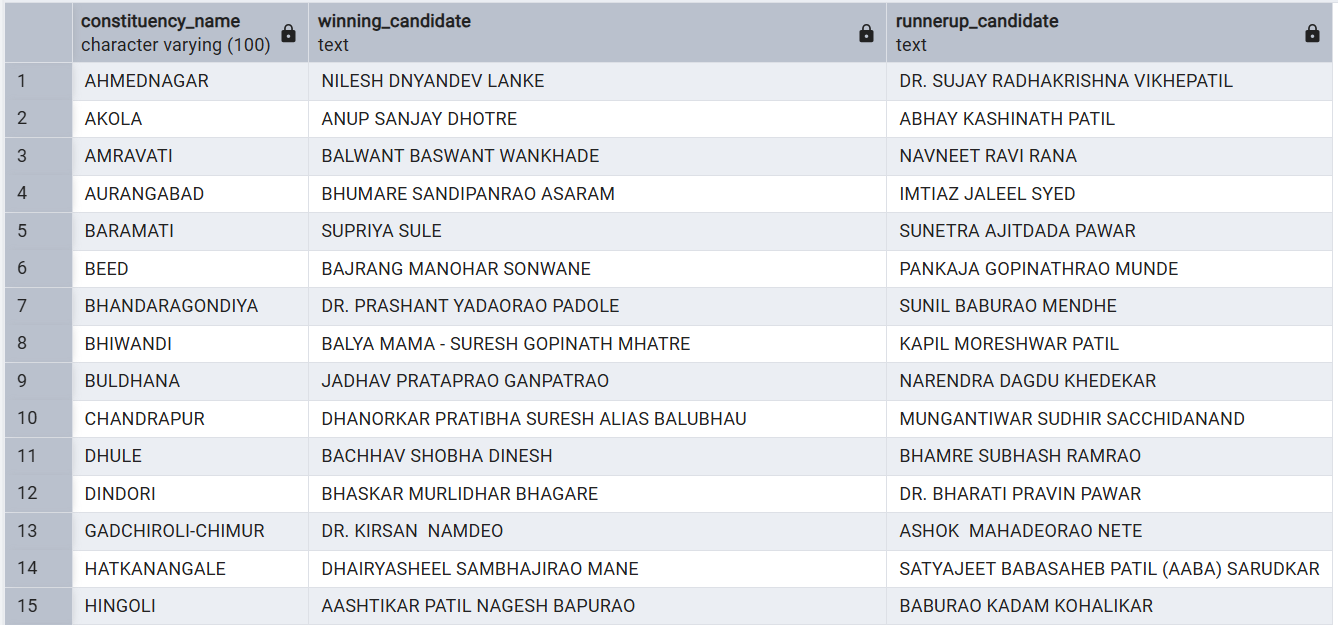 constituency_name winning_candidate runnerup_candidate
character varying (100) text text
1 AHMEDNAGAR NILESH DNYANDEV LANKE DR. SUJAY RADHAKRISHNA VIKHEPATIL
2 AKOLA ANUP SANJAY DHOTRE ABHAY KASHINATH PATIL
3 AMRAVATI BALWANT BASWANT WANKHADE NAVNEET RAVI RANA
4 AURANGABAD BHUMARE SANDIPANRAO ASARAM IMTIAZ JALEEL SYED
5 BARAMATI SUPRIYA SULE SUNETRA AJITDADA PAWAR
6 BEED BAJRANG MANOHAR SONWANE PANKAJA GOPINATHRAO MUNDE
7 BHANDARAGONDIYA DR. PRASHANT YADAORAO PADOLE SUNIL BABURAO MENDHE
8 BHIWANDI BALYA MAMA - SURESH GOPINATH MHATRE KAPIL MORESHWAR PATIL
9 BULDHANA JADHAV PRATAPRAO GANPATRAO NARENDRA DAGDU KHEDEKAR
10 CHANDRAPUR DHANORKAR PRATIBHA SURESH ALIAS BALUBHAU MUNGANTIWAR SUDHIR SACCHIDANAND
11 DHULE BACHHAV SHOBHA DINESH BHAMRE SUBHASH RAMRAO
12 DINDORI BHASKAR MURLIDHAR BHAGARE DR. BHARATI PRAVIN PAWAR
13 GADCHIROLI-CHIMUR DR. KIRSAN  NAMDEO ASHOK  MAHADEORAO NETE
14 HATKANANGALE DHAIRYASHEEL SAMBHAJIRAO MANE SATYAJEET BABASAHEB PATIL (AABA) SARUDKAR
15 HINGOLI AASHTIKAR PATIL NAGESH BAPURAO BABURAO KADAM KOHALIKAR